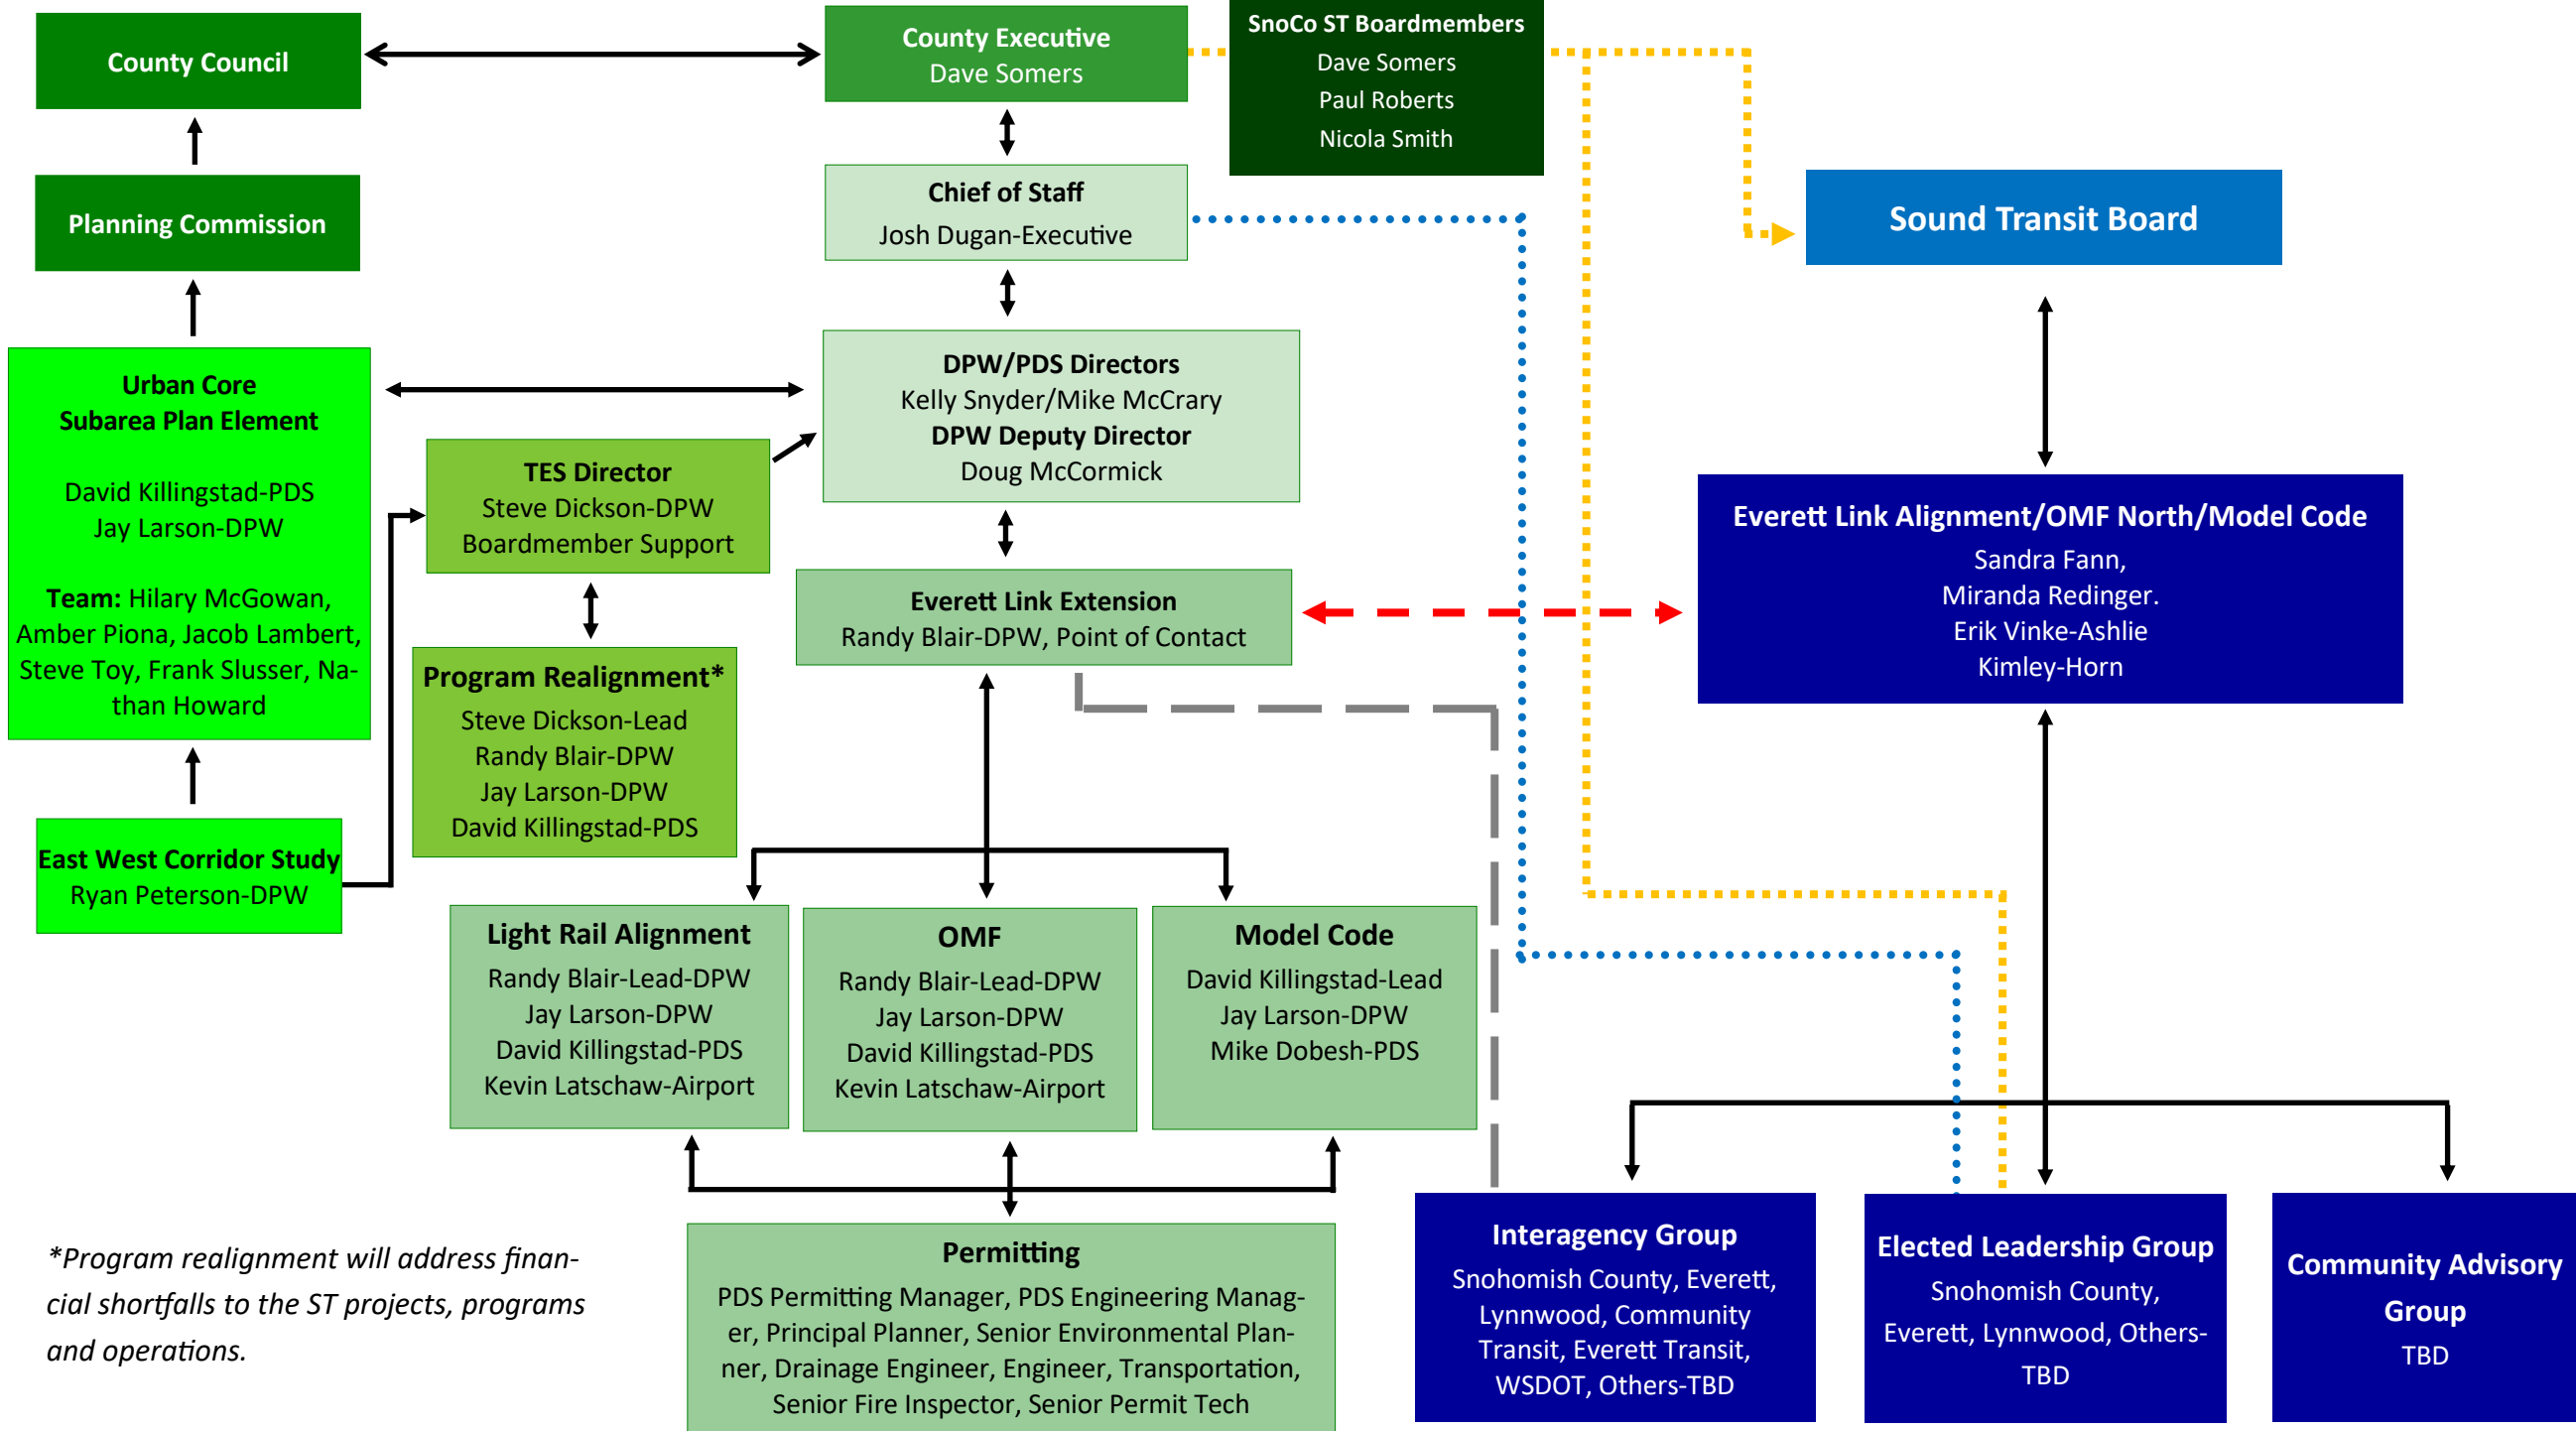 County Council
County Executive
Dave Somers
SnoCo ST Boardmembers
Dave Somers
Paul Roberts
Nicola Smith
Planning Commission
Chief of Staff
Josh Dugan-Executive
Sound Transit Board
Urban Core
Subarea Plan Element
David Killingstad-PDS
Jay Larson-DPW
Team: Hilary McGowan,
Amber Piona, Jacob Lambert,
Steve Toy, Frank Slusser, Na-
than Howard
DPW/PDS Directors
Kelly Snyder/Mike McCrary
DPW Deputy Director
Doug McCormick
TES Director
Steve Dickson-DPW
Boardmember Support
Everett Link Alignment/OMF North/Model Code
Sandra Fann,
Miranda Redinger.
Erik Vinke-Ashlie
Kimley-Horn
Everett Link Extension
Randy Blair-DPW, Point of Contact
Program Realignment*
Steve Dickson-Lead
Randy Blair-DPW
Jay Larson-DPW
David Killingstad-PDS
East West Corridor Study
Ryan Peterson-DPW
Light Rail Alignment
Randy Blair-Lead-DPW
Jay Larson-DPW
David Killingstad-PDS
Kevin Latschaw-Airport
OMF
Randy Blair-Lead-DPW
Jay Larson-DPW
David Killingstad-PDS
Kevin Latschaw-Airport
Model Code
David Killingstad-Lead
Jay Larson-DPW
Mike Dobesh-PDS
*Program realignment will address finan-
cial shortfalls to the ST projects, programs
and operations.
Permitting
PDS Permitting Manager, PDS Engineering Manag-
er, Principal Planner, Senior Environmental Plan-
ner, Drainage Engineer, Engineer, Transportation,
Senior Fire Inspector, Senior Permit Tech
Interagency Group
Snohomish County, Everett,
Lynnwood, Community
Transit, Everett Transit,
WSDOT, Others-TBD
Elected Leadership Group
Snohomish County,
Everett, Lynnwood, Others-
TBD
Community Advisory
Group
TBD